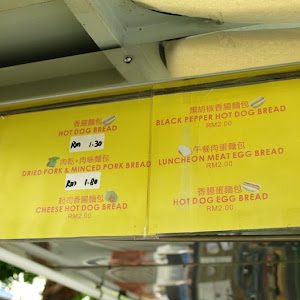 香腸麵包
HOT DOG BREAD
RM 1.30
肉乾+肉絲麵包
DRIED PORK & MINCED PORK BREAD
RM 1.80
起司香腸麵包
CHEESE HOT DOG BREAD
RM2.00
黑胡椒香腸麵包
BLACK PEPPER HOT DOG BREAD
RM2.00
午餐肉蛋麵包
LUNCHEON MEAT EGG BREAD
RM2.00
香腸蛋麵包
HOT DOG EGG BREAD
RM2.00